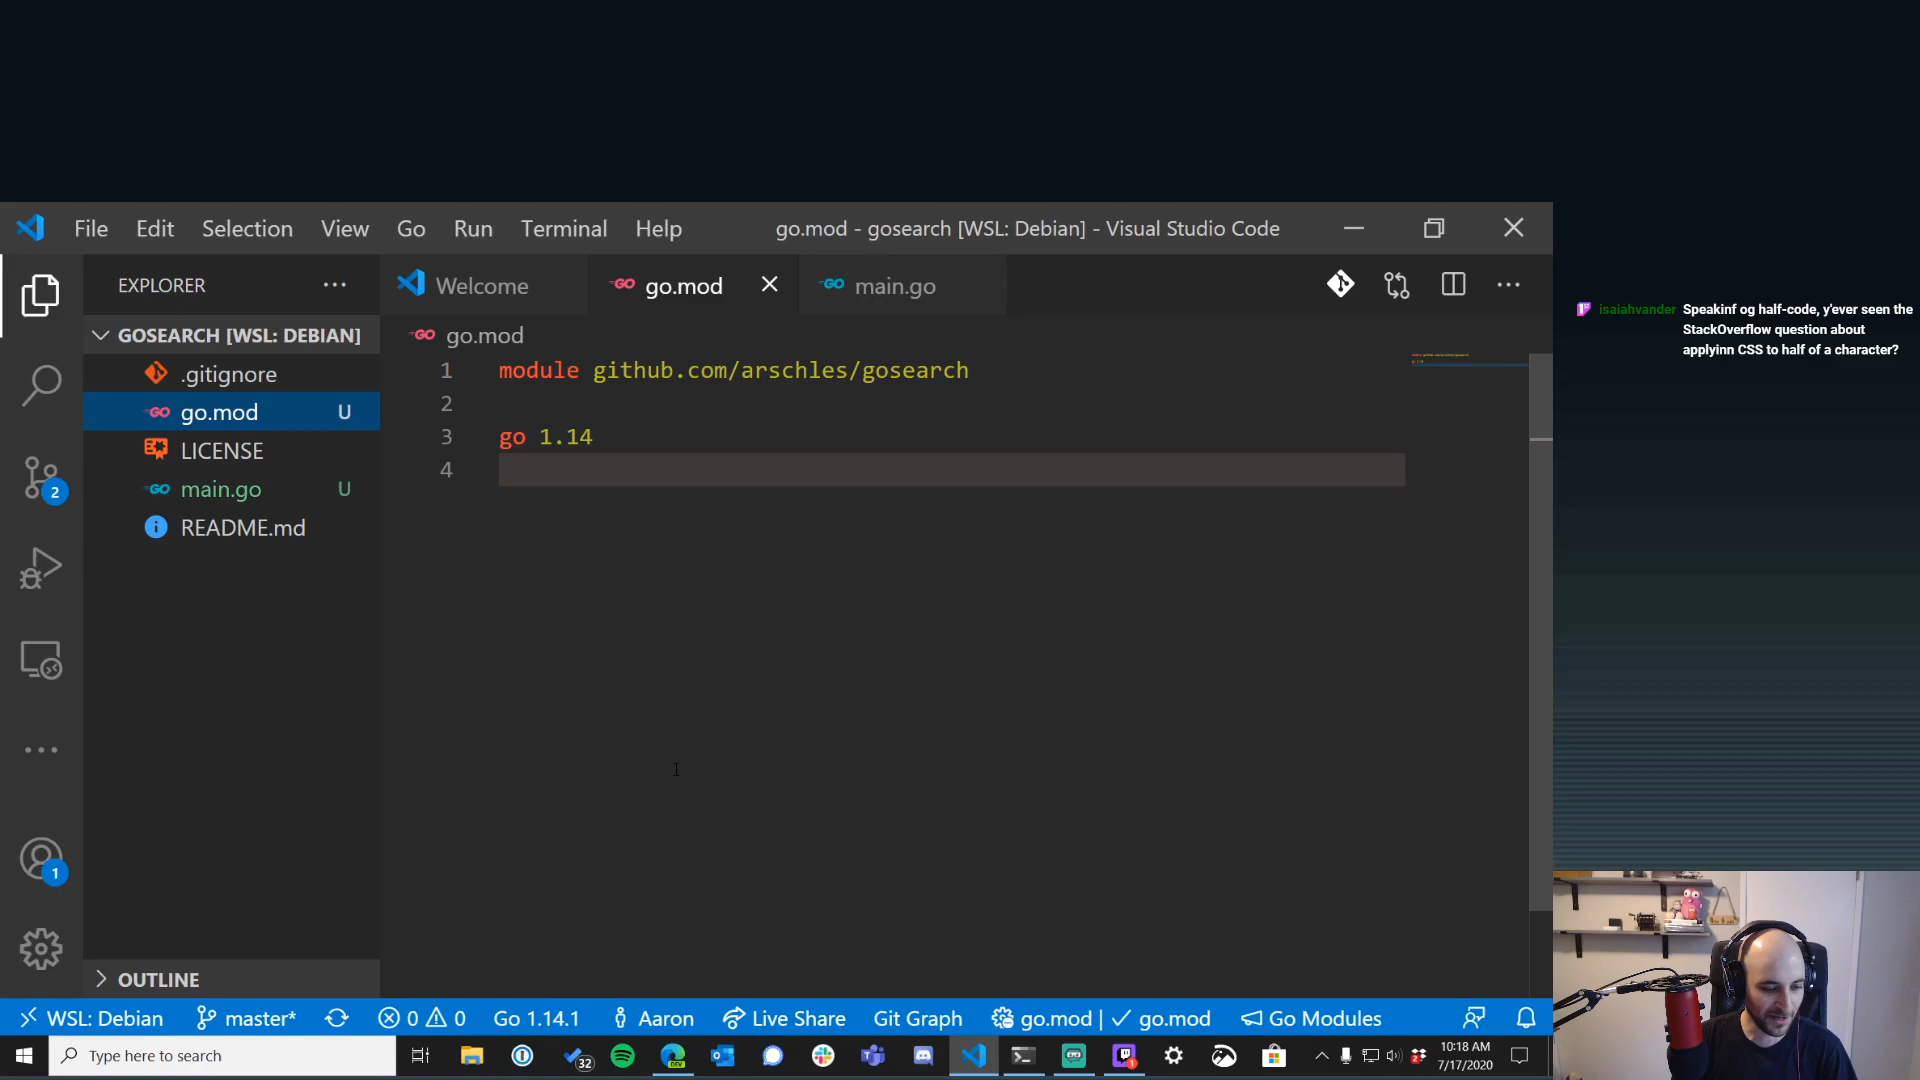 File Edit Selection View Go Run Terminal Help
go.mod - gosearch [WSL: Debian] - Visual Studio Code
EXPLORER
Welcome
go.mod
main.go
GOSEARCH [WSL: DEBIAN]
.gitignore
go.mod U
LICENSE
main.go U
README.md
go.mod
1 module github.com/arschles/gosearch
2
3 go 1.14
4
isaiahvander Speakinf og half-code, y'ever seen the
StackOverflow question about
applyinn CSS to half of a character?
2
1
OUTLINE
WSL: Debian master* 0 0 Go 1.14.1 Aaron Live Share Git Graph go.mod | ✓ go.mod Go Modules
Type here to search
32
DEV
1
10:18 AM
7/17/2020